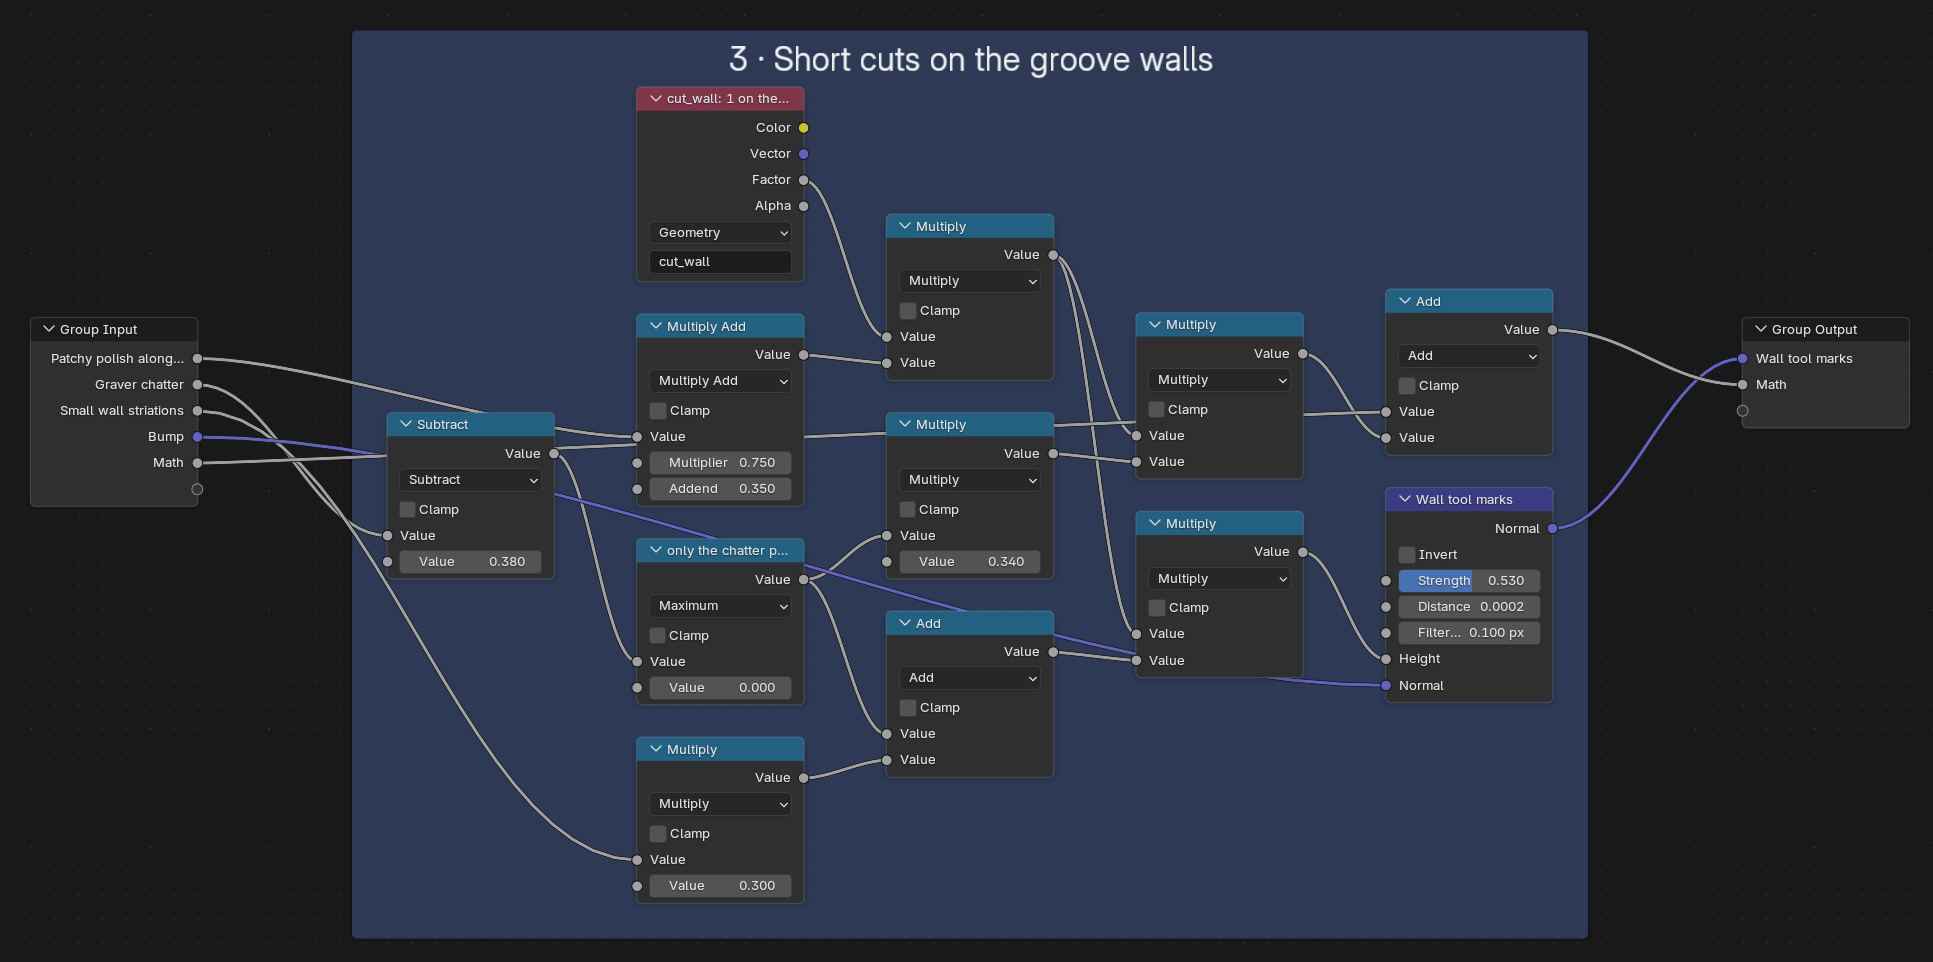 3 · Short cuts on the groove walls
Group Input
Patchy polish along...
Graver chatter
Small wall striations
Bump
Math
Subtract
Value
Subtract
Clamp
Value
Value 0.380
cut_wall: 1 on the...
Color
Vector
Factor
Alpha
Geometry
cut_wall
Multiply Add
Value
Multiply Add
Clamp
Value
Multiplier 0.750
Addend 0.350
only the chatter p...
Value
Maximum
Clamp
Value
Value 0.000
Multiply
Value
Multiply
Clamp
Value
Value 0.300
Multiply
Value
Multiply
Clamp
Value
Value
Multiply
Value
Multiply
Clamp
Value
Value 0.340
Add
Value
Add
Clamp
Value
Value
Multiply
Value
Multiply
Clamp
Value
Value
Multiply
Value
Multiply
Clamp
Value
Value
Add
Value
Add
Clamp
Value
Value
Wall tool marks
Normal
Invert
Strength 0.530
Distance 0.0002
Filter... 0.100 px
Height
Normal
Group Output
Wall tool marks
Math